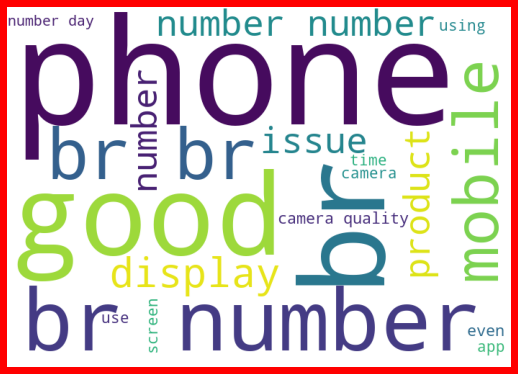 number day
number number
using
phone
number
mobile
br br
issue
time
camera
product
br
good
camera quality
display
br number
use
screen
even
app